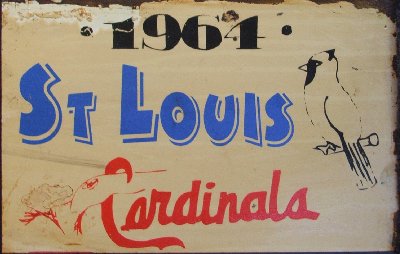 · 1964 ·
St Louis
Cardinals